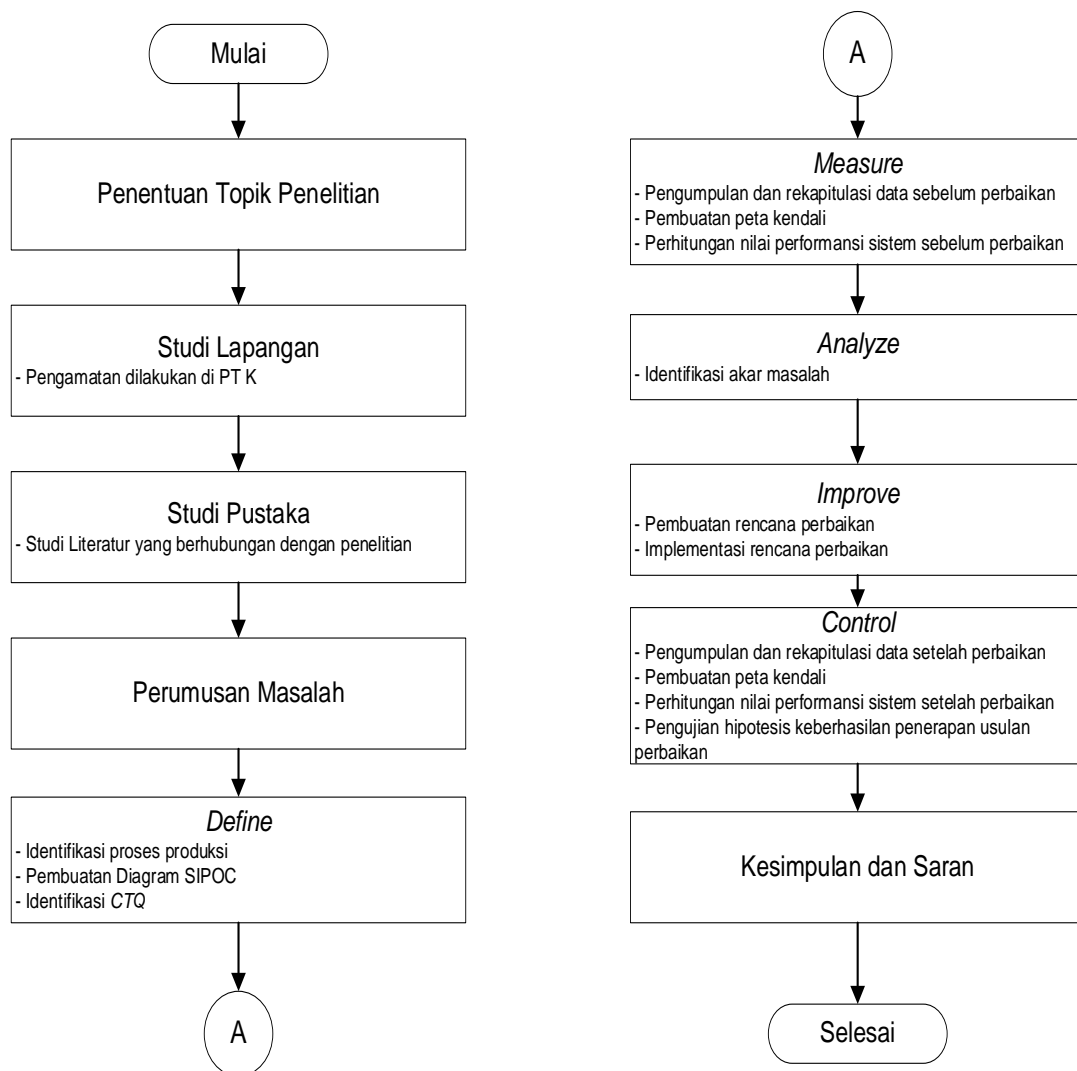 Mulai
Penentuan Topik Penelitian
Studi Lapangan
- Pengamatan dilakukan di PT K
Studi Pustaka
- Studi Literatur yang berhubungan dengan penelitian
Perumusan Masalah
Define
- Identifikasi proses produksi
- Pembuatan Diagram SIPOC
- Identifikasi CTQ
A
A
Measure
- Pengumpulan dan rekapitulasi data sebelum perbaikan
- Pembuatan peta kendali
- Perhitungan nilai performansi sistem sebelum perbaikan
Analyze
- Identifikasi akar masalah
Improve
- Pembuatan rencana perbaikan
- Implementasi rencana perbaikan
Control
- Pengumpulan dan rekapitulasi data setelah perbaikan
- Pembuatan peta kendali
- Perhitungan nilai performansi sistem setelah perbaikan
- Pengujian hipotesis keberhasilan penerapan usulan
perbaikan
Kesimpulan dan Saran
Selesai